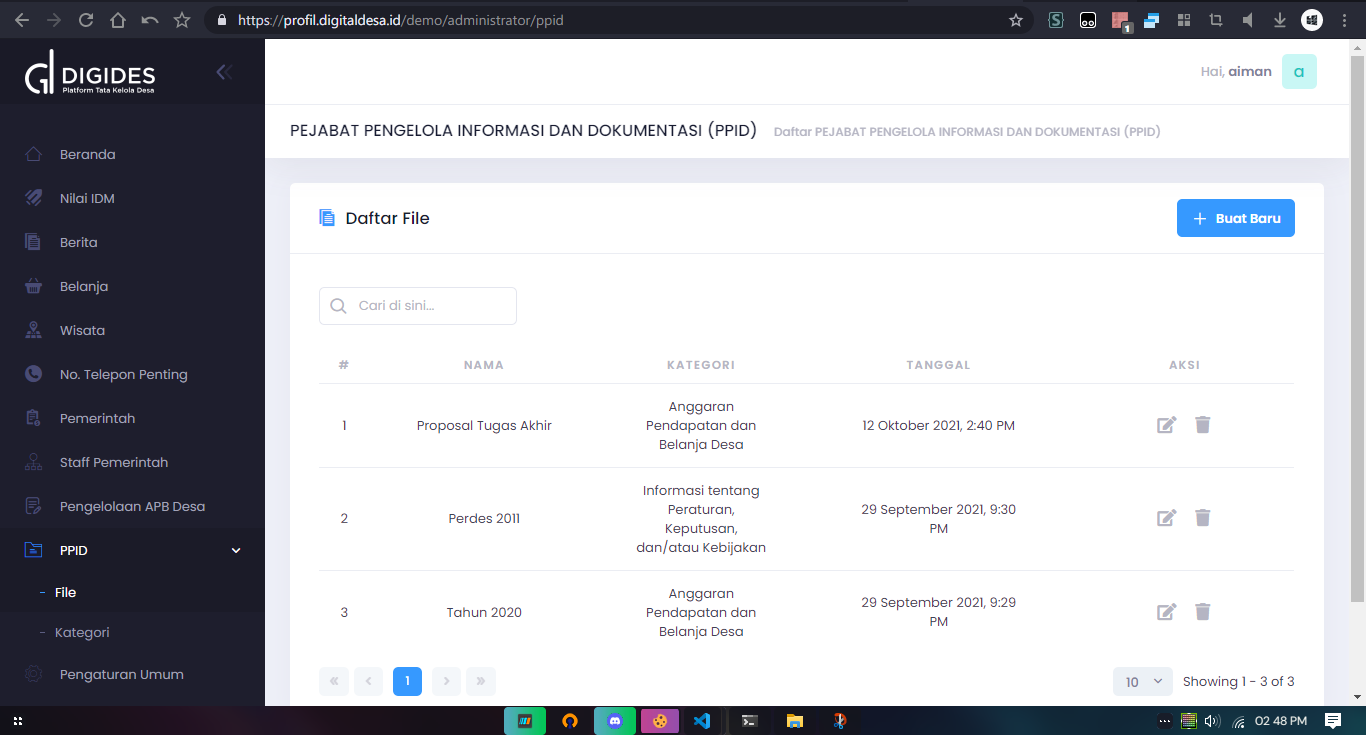 https://profil.digitaldesa.id/demo/administrator/ppid
1
DIGIDES
Platform Tata Kelola Desa
Hai, aiman
a
PEJABAT PENGELOLA INFORMASI DAN DOKUMENTASI (PPID)
Daftar PEJABAT PENGELOLA INFORMASI DAN DOKUMENTASI (PPID)
Beranda
Nilai IDM
Berita
Belanja
Wisata
No. Telepon Penting
Pemerintah
Staff Pemerintah
Pengelolaan APB Desa
PPID
- File
- Kategori
Pengaturan Umum
Daftar File
+ Buat Baru
Cari di sini...
# NAMA KATEGORI TANGGAL AKSI
1 Proposal Tugas Akhir
Anggaran
Pendapatan dan
Belanja Desa
12 Oktober 2021, 2:40 PM
2 Perdes 2011
Informasi tentang
Peraturan,
Keputusan,
dan/atau Kebijakan
29 September 2021, 9:30
PM
3 Tahun 2020
Anggaran
Pendapatan dan
Belanja Desa
29 September 2021, 9:29
PM
« ‹ 1 › »
10
Showing 1 - 3 of 3
02:48 PM